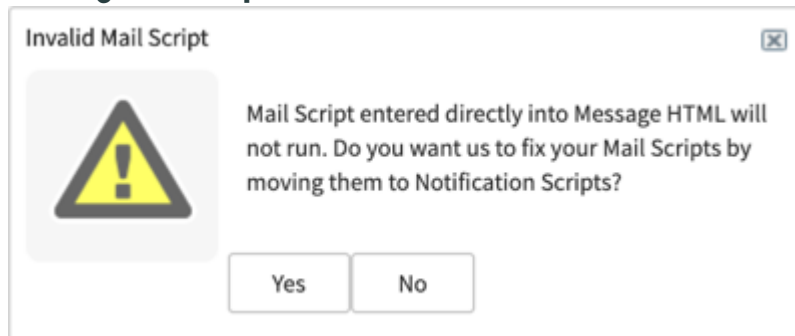 Invalid Mail Script
Mail Script entered directly into Message HTML will
not run. Do you want us to fix your Mail Scripts by
moving them to Notification Scripts?
Yes
No